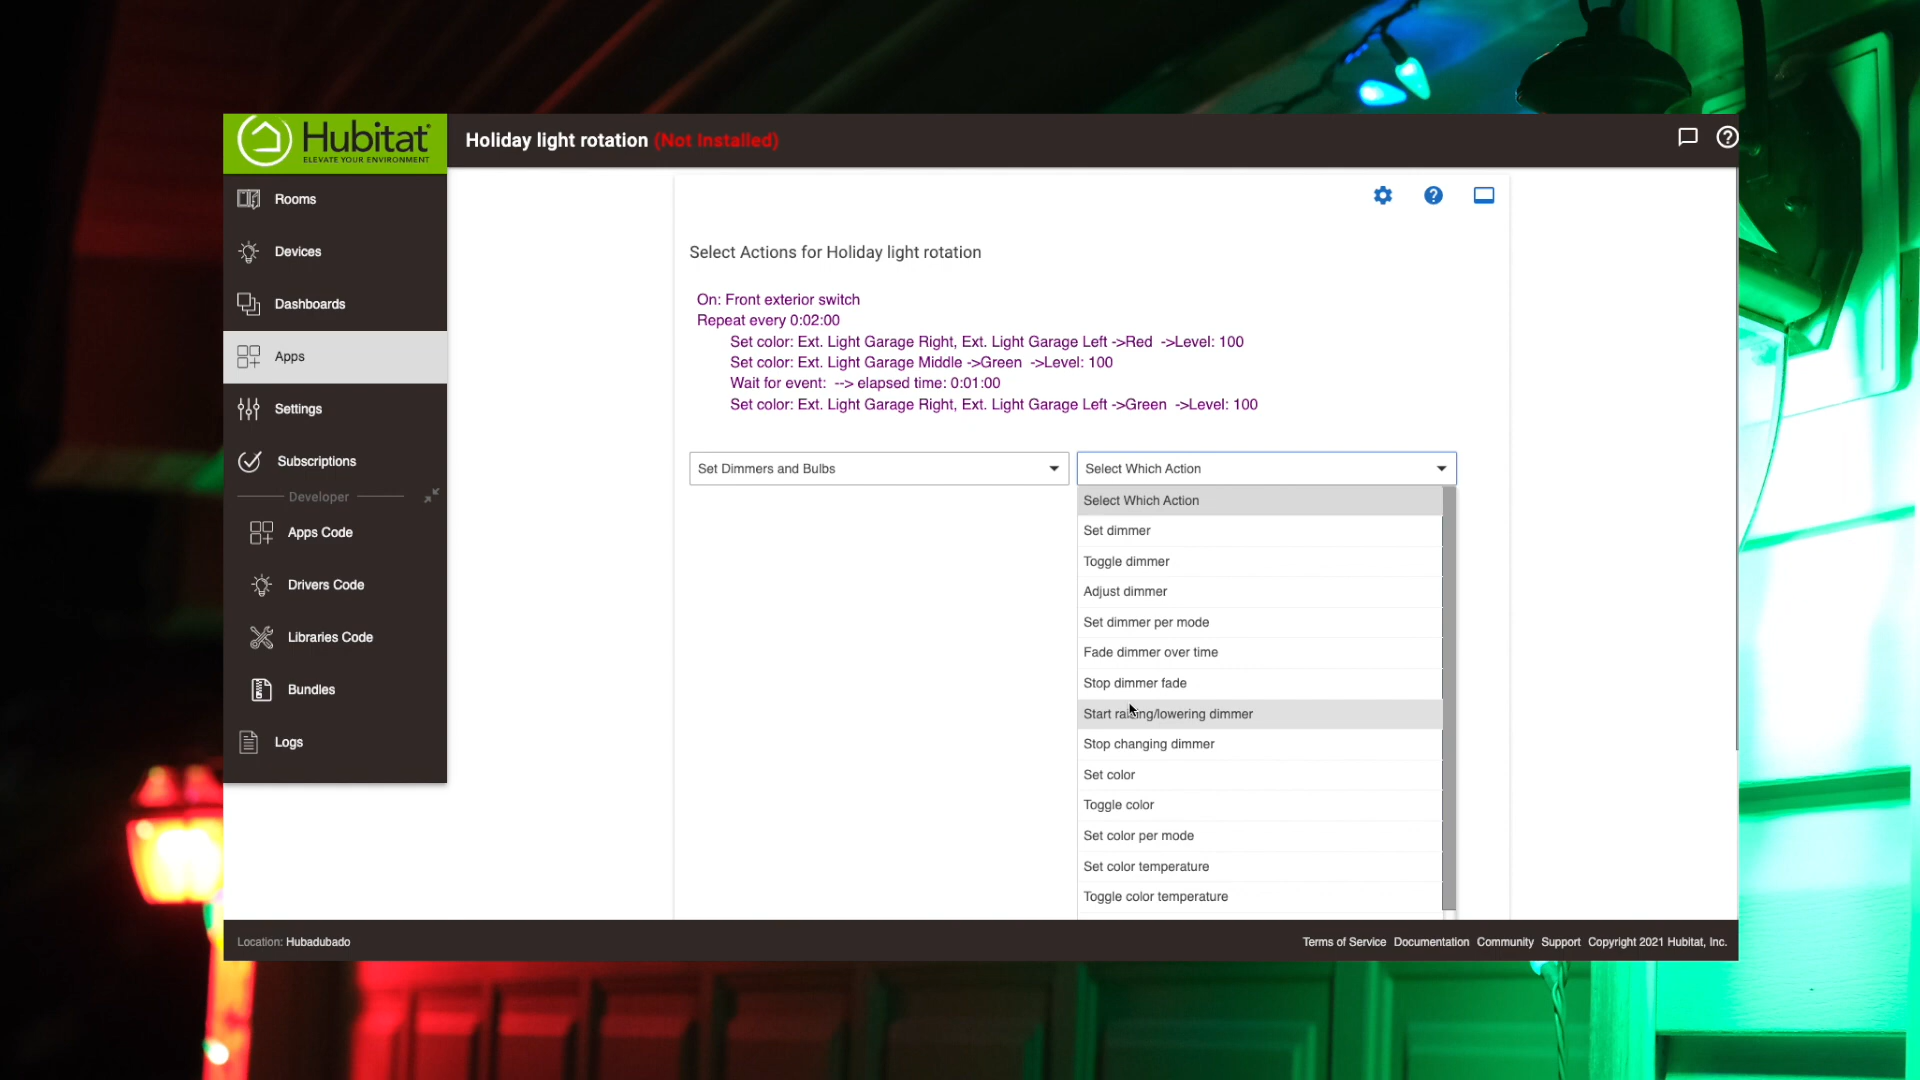 Hubitat
ELEVATE YOUR ENVIRONMENT
Holiday light rotation (Not Installed)
Rooms
Devices
Dashboards
Apps
Settings
Subscriptions
Developer
Apps Code
Drivers Code
Libraries Code
Bundles
Logs
Select Actions for Holiday light rotation
On: Front exterior switch
Repeat every 0:02:00
Set color: Ext. Light Garage Right, Ext. Light Garage Left ->Red ->Level: 100
Set color: Ext. Light Garage Middle ->Green ->Level: 100
Wait for event: --> elapsed time: 0:01:00
Set color: Ext. Light Garage Right, Ext. Light Garage Left ->Green ->Level: 100
Set Dimmers and Bulbs
Select Which Action
Select Which Action
Set dimmer
Toggle dimmer
Adjust dimmer
Set dimmer per mode
Fade dimmer over time
Stop dimmer fade
Start raising/lowering dimmer
Stop changing dimmer
Set color
Toggle color
Set color per mode
Set color temperature
Toggle color temperature
Location: Hubadubado
Terms of Service Documentation Community Support Copyright 2021 Hubitat, Inc.